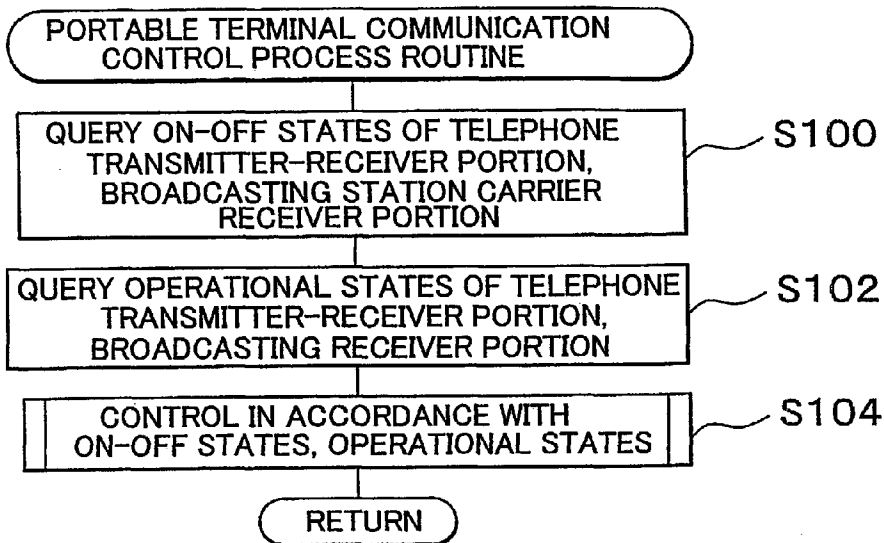 PORTABLE TERMINAL COMMUNICATION
CONTROL PROCESS ROUTINE
QUERY ON-OFF STATES OF TELEPHONE
TRANSMITTER-RECEIVER PORTION,
BROADCASTING STATION CARRIER
RECEIVER PORTION
S100
QUERY OPERATIONAL STATES OF TELEPHONE
TRANSMITTER-RECEIVER PORTION,
BROADCASTING RECEIVER PORTION
S102
CONTROL IN ACCORDANCE WITH
ON-OFF STATES, OPERATIONAL STATES
S104
RETURN